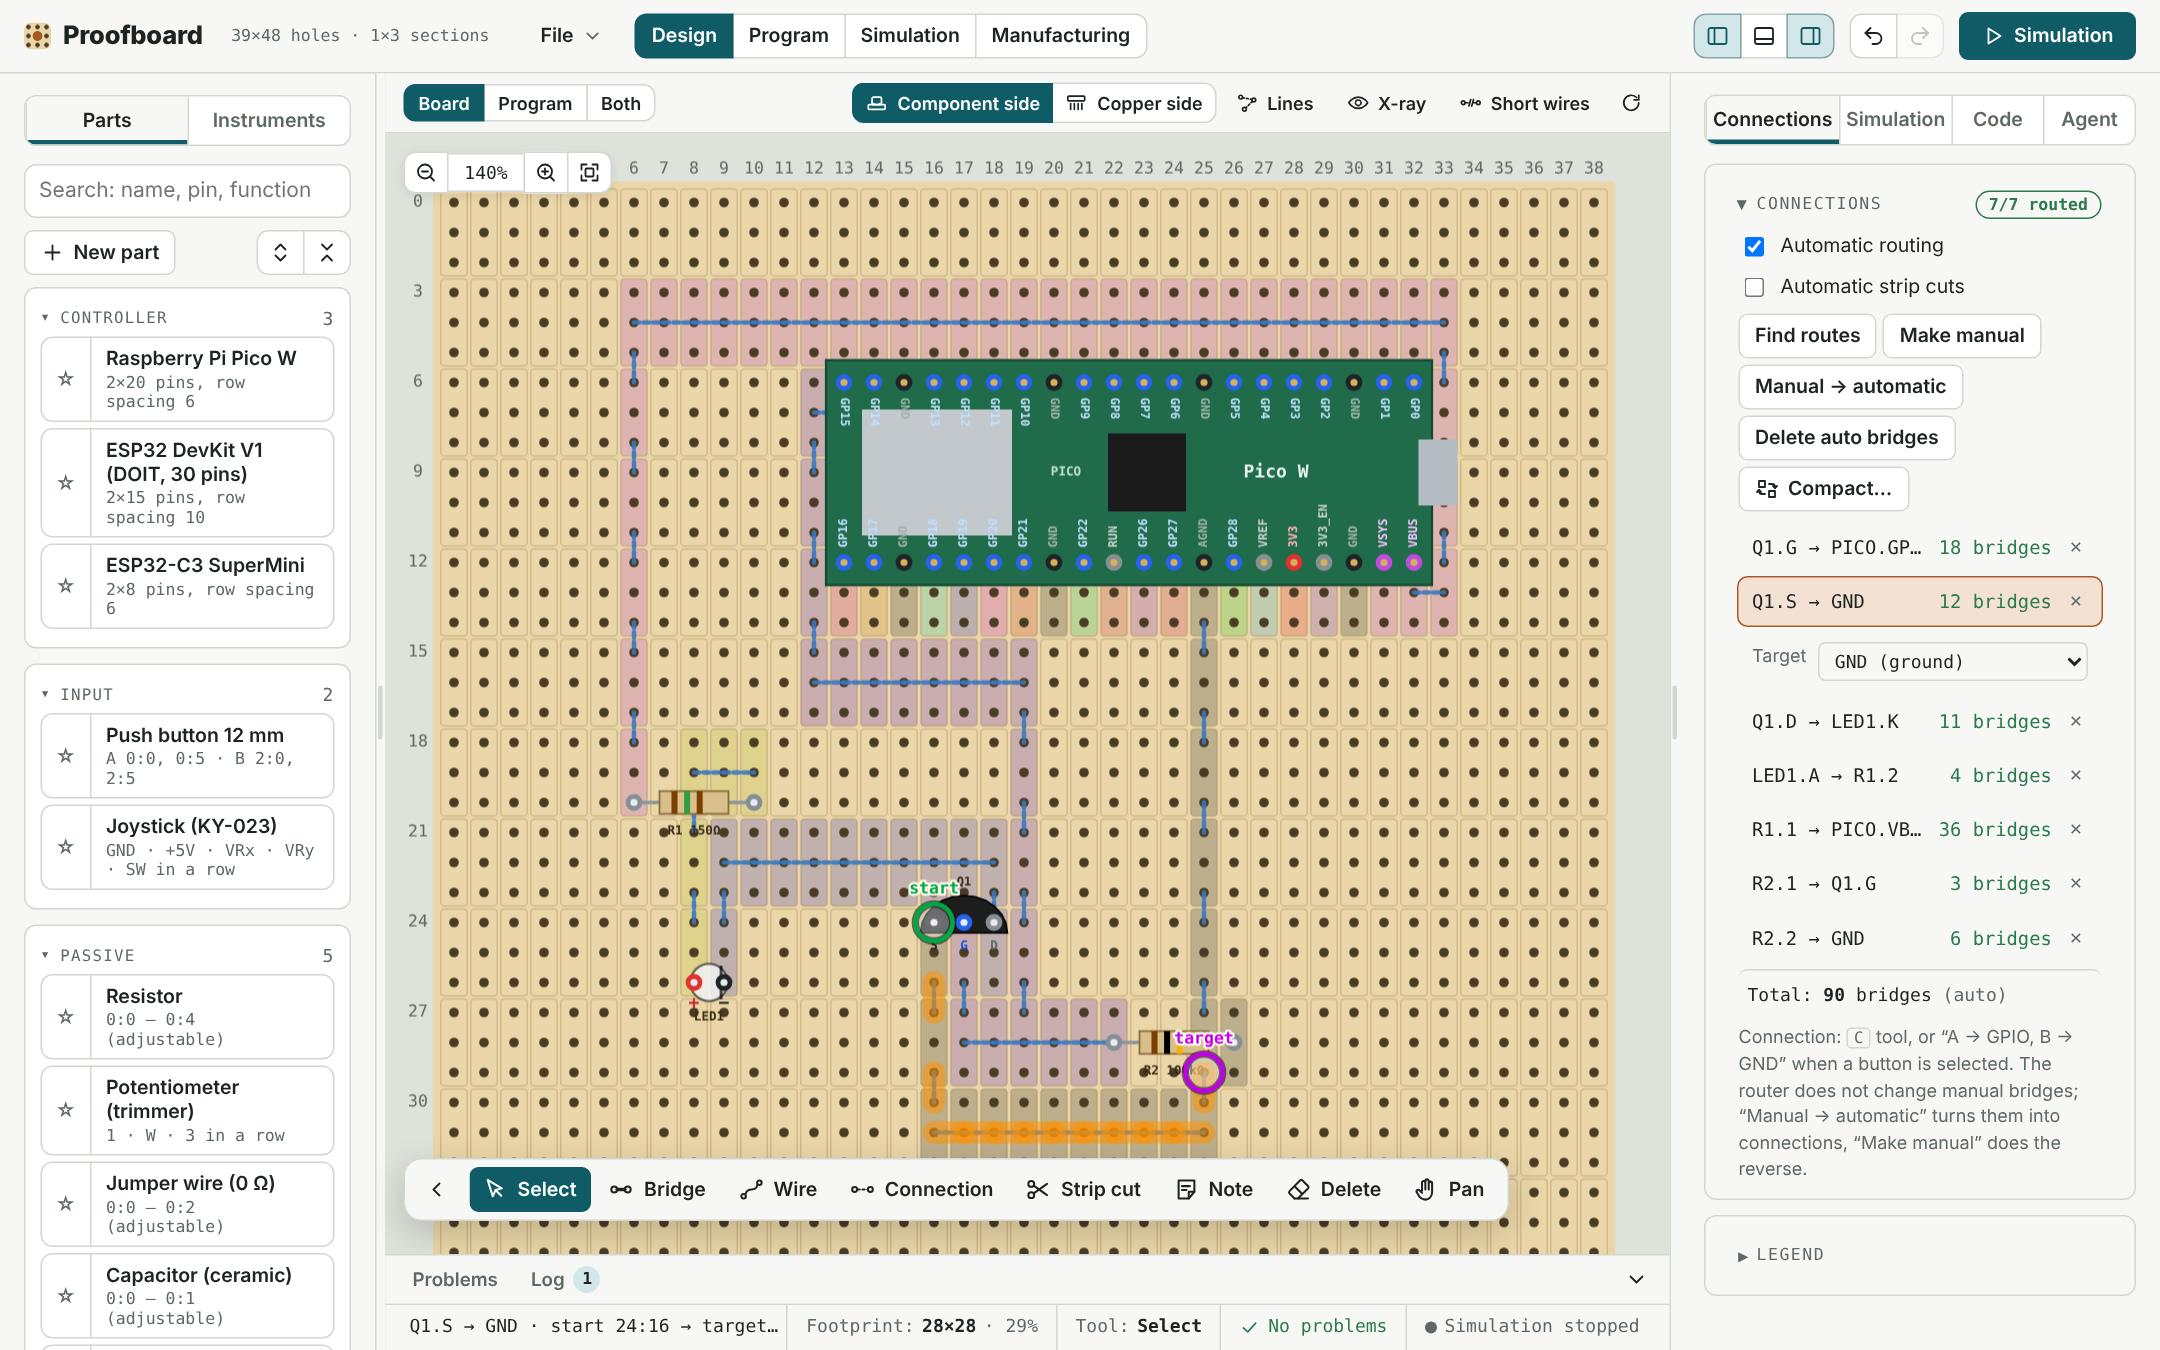 Proofboard
39×48 holes · 1×3 sections
File
Design
Program
Simulation
Manufacturing
Simulation
Parts
Instruments
Search: name, pin, function
New part
CONTROLLER
3
Raspberry Pi Pico W
2×20 pins, row
spacing 6
ESP32 DevKit V1
(DOIT, 30 pins)
2×15 pins, row
spacing 10
ESP32-C3 SuperMini
2×8 pins, row spacing
6
INPUT
2
Push button 12 mm
A 0:0, 0:5 · B 2:0,
2:5
Joystick (KY-023)
GND · +5V · VRx · VRy
· SW in a row
PASSIVE
5
Resistor
0:0 — 0:4
(adjustable)
Potentiometer
(trimmer)
1 · W · 3 in a row
Jumper wire (0 Ω)
0:0 — 0:2
(adjustable)
Capacitor (ceramic)
0:0 — 0:1
(adjustable)
Board
Program
Both
Component side
Copper side
Lines
X-ray
Short wires
140%
6 7 8 9 10 11 12 13 14 15 16 17 18 19 20 21 22 23 24 25 26 27 28 29 30 31 32 33 34 35 36 37 38
0
3
6
9
12
15
18
21
24
27
30
GP15 GP14 GND GP13 GP12 GP11 GP10 GND GP9 GP8 GP7 GP6 GND GP5 GP4 GP3 GP2 GND GP1 GP0
PICO
Pico W
GP16 GP17 GND GP18 GP19 GP20 GP21 GND GP22 RUN GP26 GP27 AGND GP28 VREF 3V3 3V3_EN GND VSYS VBUS
R1 150Ω
Q1
start
G D
+ −
LED1
target
R2 10
Select
Bridge
Wire
Connection
Strip cut
Note
Delete
Pan
Problems
Log 1
Q1.S → GND · start 24:16 → target…
Footprint: 28×28 · 29%
Tool: Select
No problems
Simulation stopped
Connections
Simulation
Code
Agent
CONNECTIONS
7/7 routed
Automatic routing
Automatic strip cuts
Find routes
Make manual
Manual → automatic
Delete auto bridges
Compact…
Q1.G → PICO.GP… 18 bridges ×
Q1.S → GND 12 bridges ×
Target GND (ground)
Q1.D → LED1.K 11 bridges ×
LED1.A → R1.2 4 bridges ×
R1.1 → PICO.VB… 36 bridges ×
R2.1 → Q1.G 3 bridges ×
R2.2 → GND 6 bridges ×
Total: 90 bridges (auto)
Connection: C tool, or “A → GPIO, B →
GND” when a button is selected. The
router does not change manual bridges;
“Manual → automatic” turns them into
connections, “Make manual” does the
reverse.
LEGEND